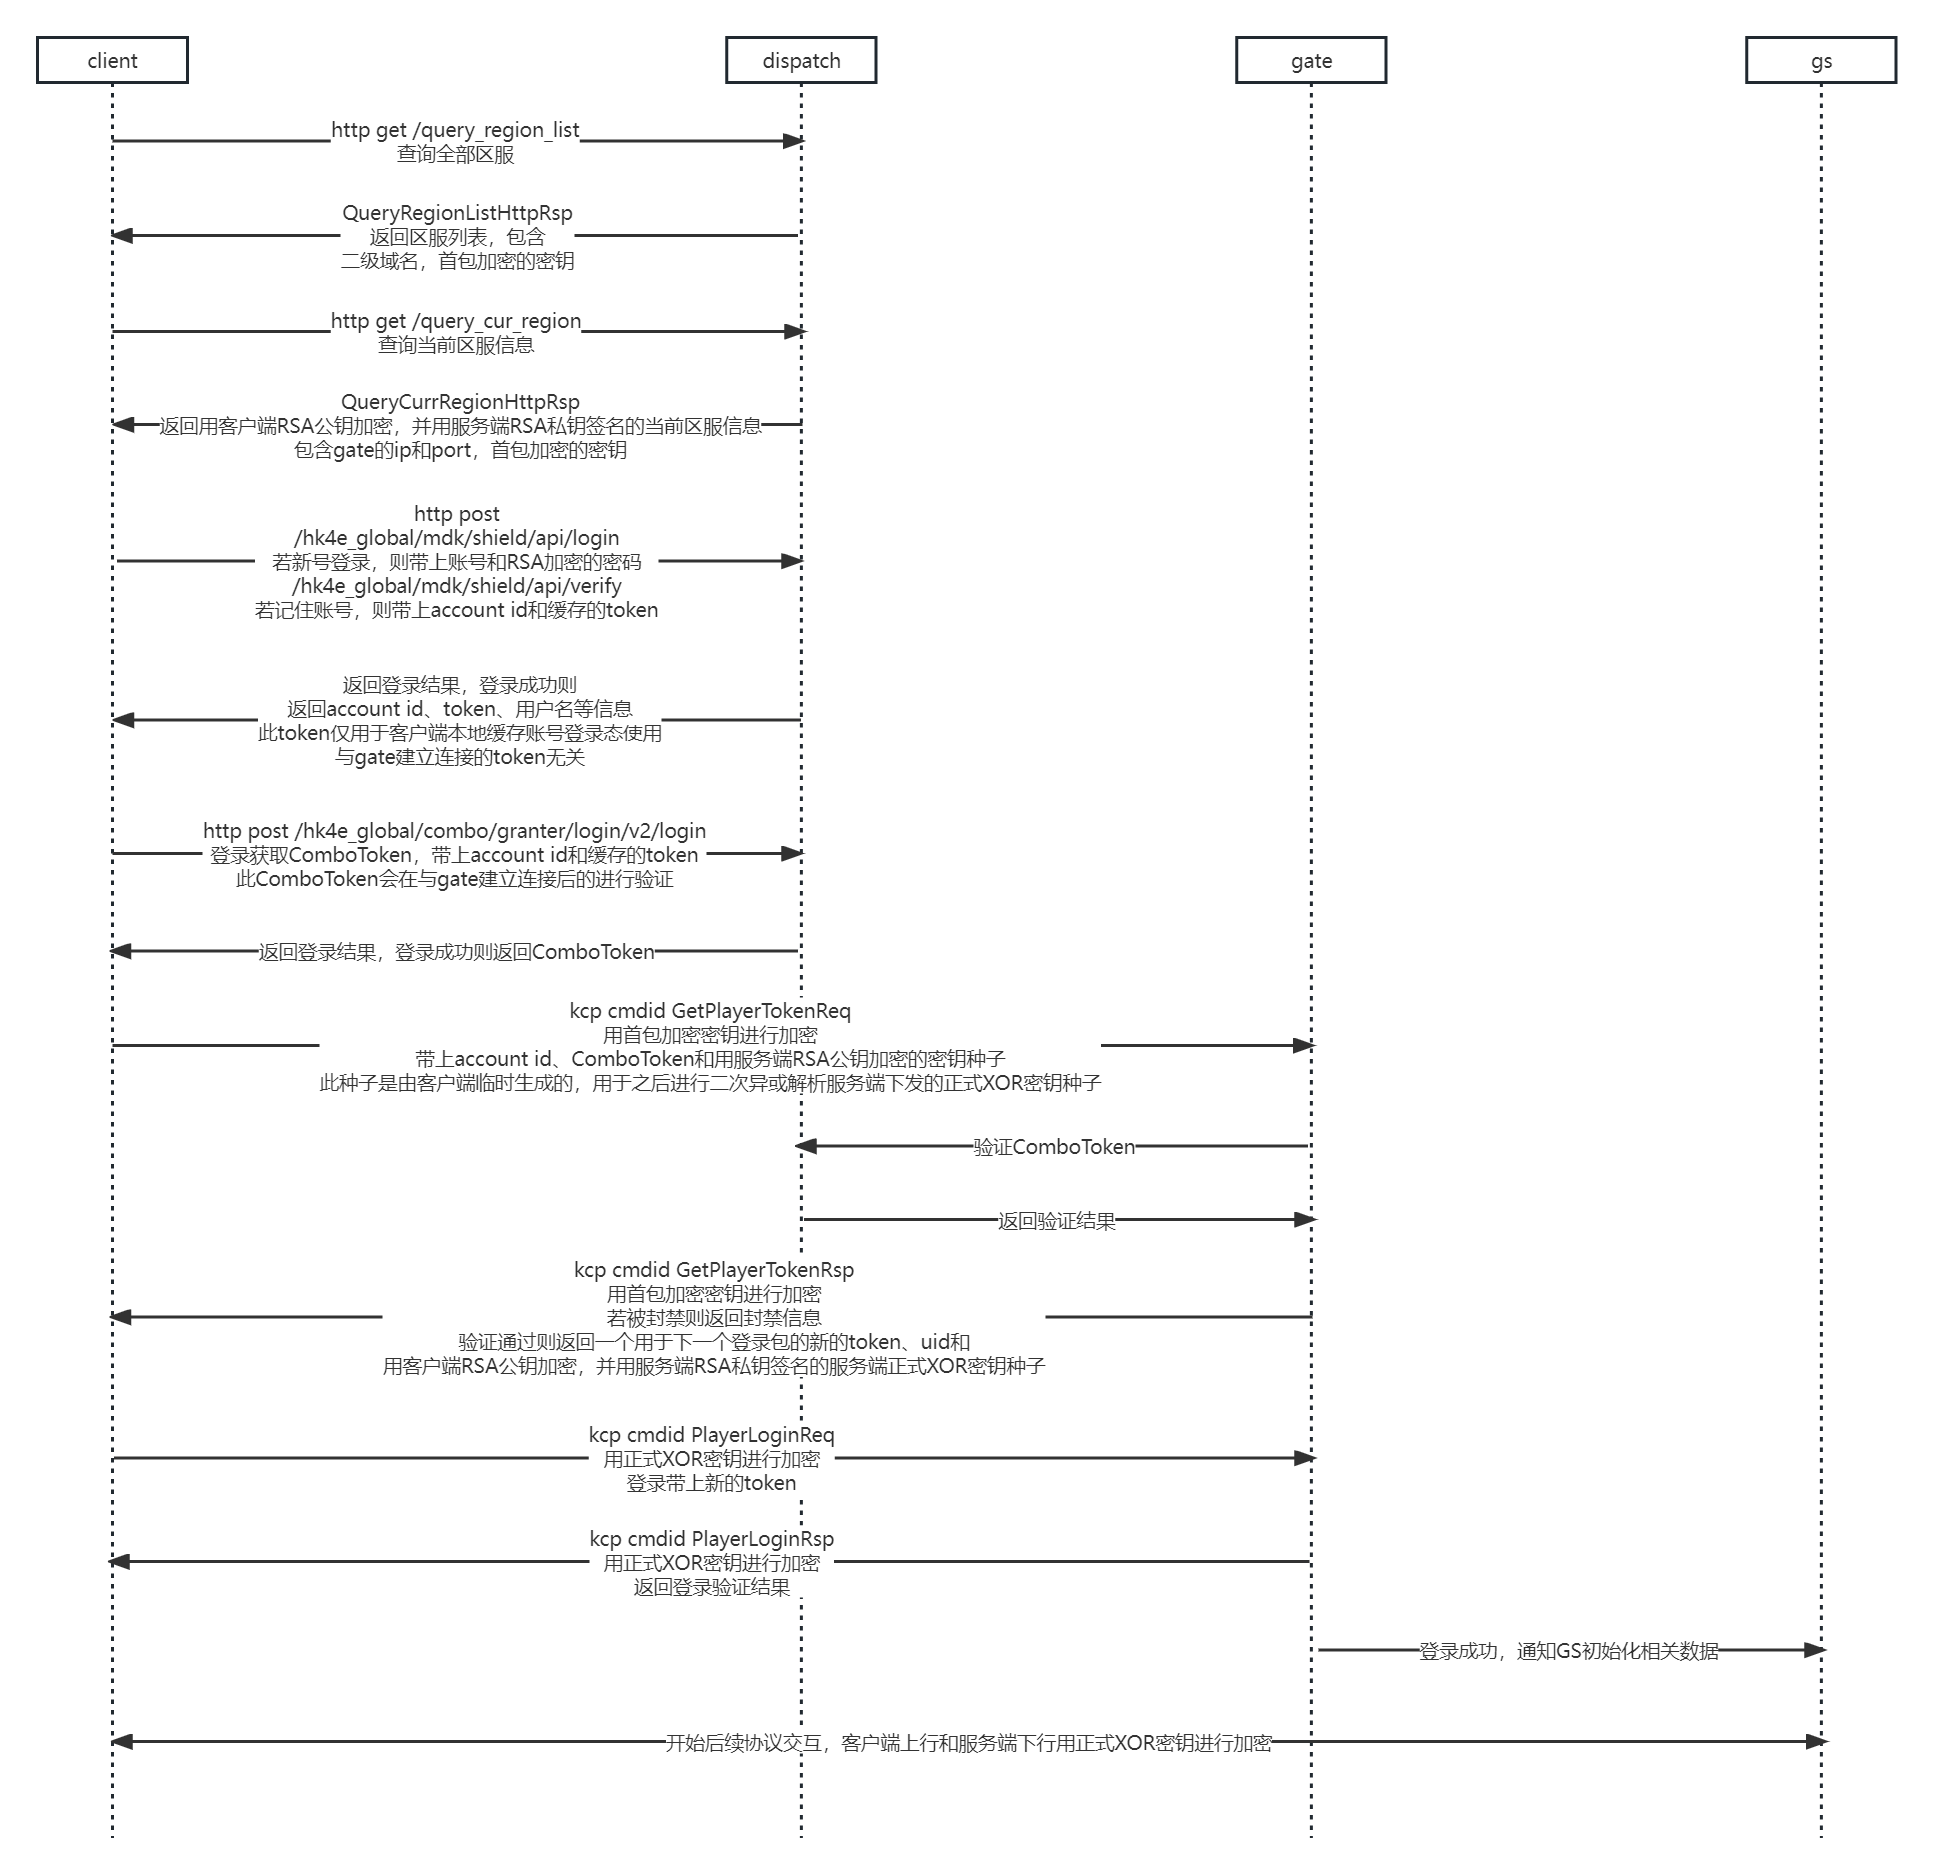 client
dispatch
gate
gs
http get /query_region_list
查询全部区服
QueryRegionListHttpRsp
返回区服列表，包含
二级域名，首包加密的密钥
http get /query_cur_region
查询当前区服信息
QueryCurrRegionHttpRsp
返回用客户端RSA公钥加密，并用服务端RSA私钥签名的当前区服信息
包含gate的ip和port，首包加密的密钥
http post
/hk4e_global/mdk/shield/api/login
若新号登录，则带上账号和RSA加密的密码
/hk4e_global/mdk/shield/api/verify
若记住账号，则带上account id和缓存的token
返回登录结果，登录成功则
返回account id、token、用户名等信息
此token仅用于客户端本地缓存账号登录态使用
与gate建立连接的token无关
http post /hk4e_global/combo/granter/login/v2/login
登录获取ComboToken，带上account id和缓存的token
此ComboToken会在与gate建立连接后的进行验证
返回登录结果，登录成功则返回ComboToken
kcp cmdid GetPlayerTokenReq
用首包加密密钥进行加密
带上account id、ComboToken和用服务端RSA公钥加密的密钥种子
此种子是由客户端临时生成的，用于之后进行二次异或解析服务端下发的正式XOR密钥种子
验证ComboToken
返回验证结果
kcp cmdid GetPlayerTokenRsp
用首包加密密钥进行加密
若被封禁则返回封禁信息
验证通过则返回一个用于下一个登录包的新的token、uid和
用客户端RSA公钥加密，并用服务端RSA私钥签名的服务端正式XOR密钥种子
kcp cmdid PlayerLoginReq
用正式XOR密钥进行加密
登录带上新的token
kcp cmdid PlayerLoginRsp
用正式XOR密钥进行加密
返回登录验证结果
登录成功，通知GS初始化相关数据
开始后续协议交互，客户端上行和服务端下行用正式XOR密钥进行加密